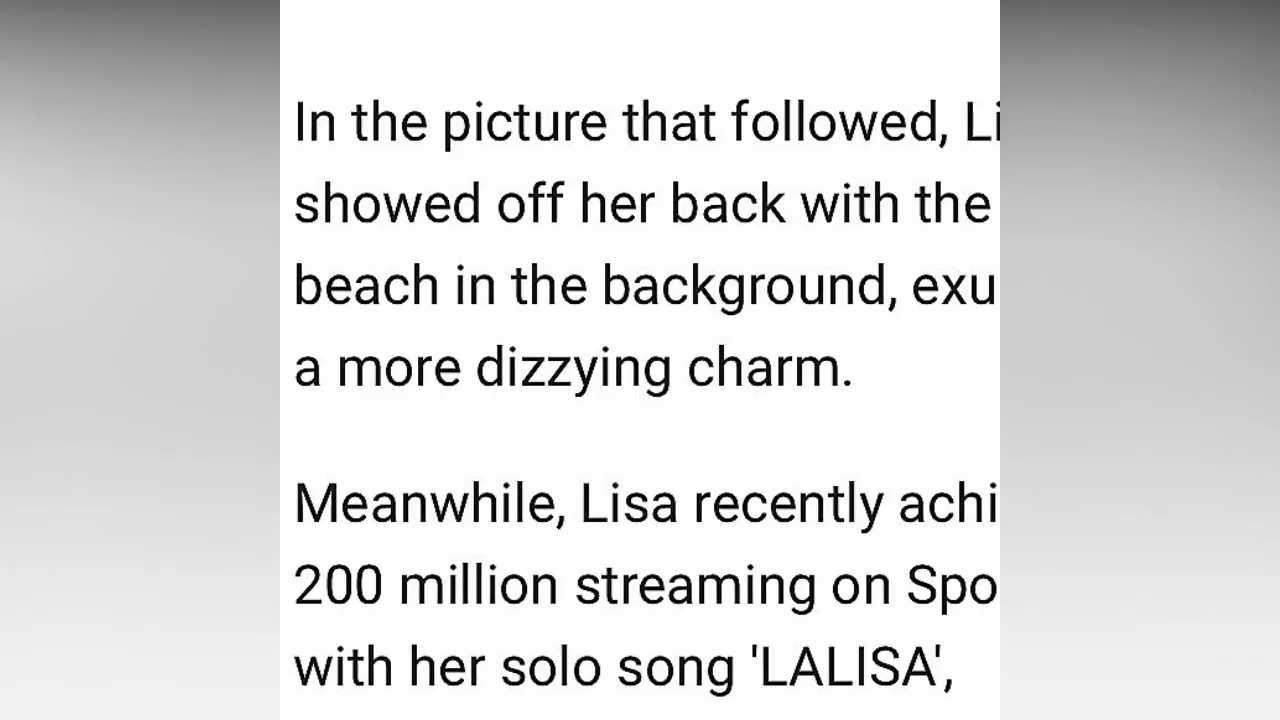 In the picture that followed, Li
showed off her back with the
beach in the background, exu
a more dizzying charm.
Meanwhile, Lisa recently achi
200 million streaming on Spo
with her solo song 'LALISA',